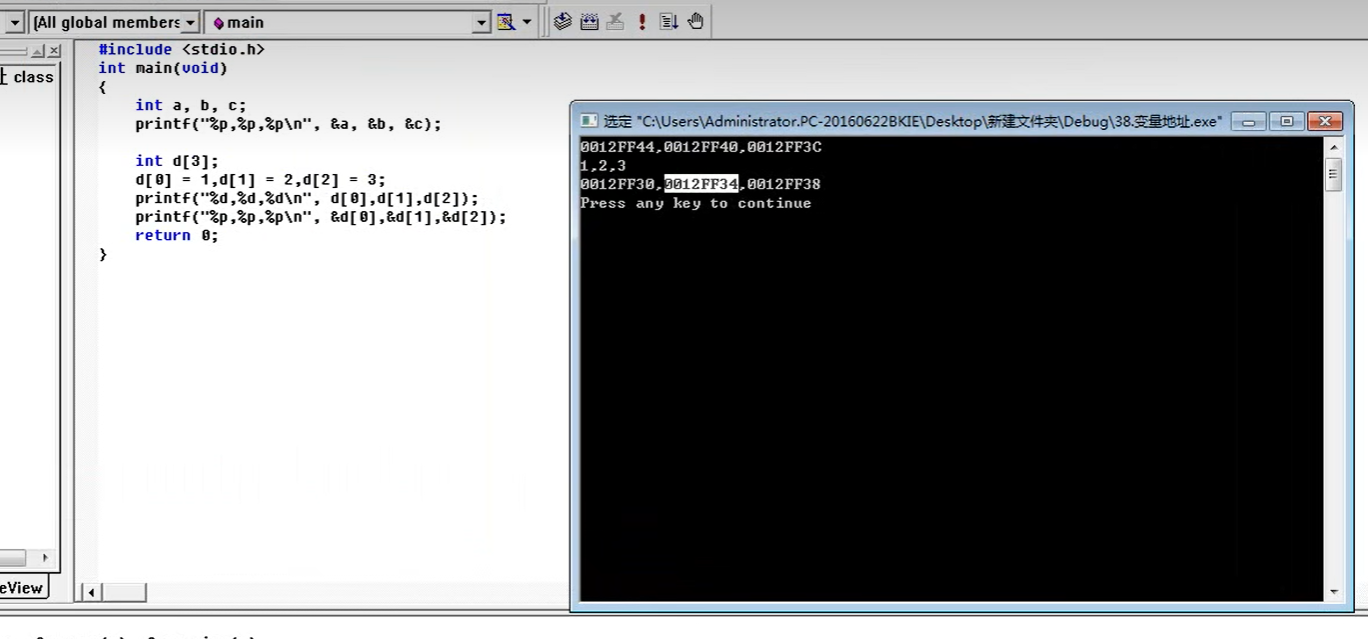 [All global members
main
class
#include <stdio.h>
int main(void)
{
int a, b, c;
printf("%p,%p,%p\n", &a, &b, &c);
int d[3];
d[0] = 1,d[1] = 2,d[2] = 3;
printf("%d,%d,%d\n", d[0],d[1],d[2]);
printf("%p,%p,%p\n", &d[0],&d[1],&d[2]);
return 0;
}
选定 "C:\Users\Administrator.PC-20160622BKIE\Desktop\新建文件夹\Debug\38.变量地址.exe"
0012FF44,0012FF40,0012FF3C
1,2,3
0012FF30,0012FF34,0012FF38
Press any key to continue
eView